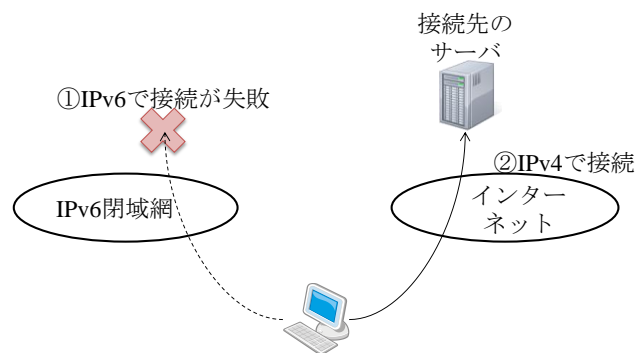 接続先の
サーバ
①IPv6で接続が失敗
②IPv4で接続
IPv6閉域網
インター
ネット